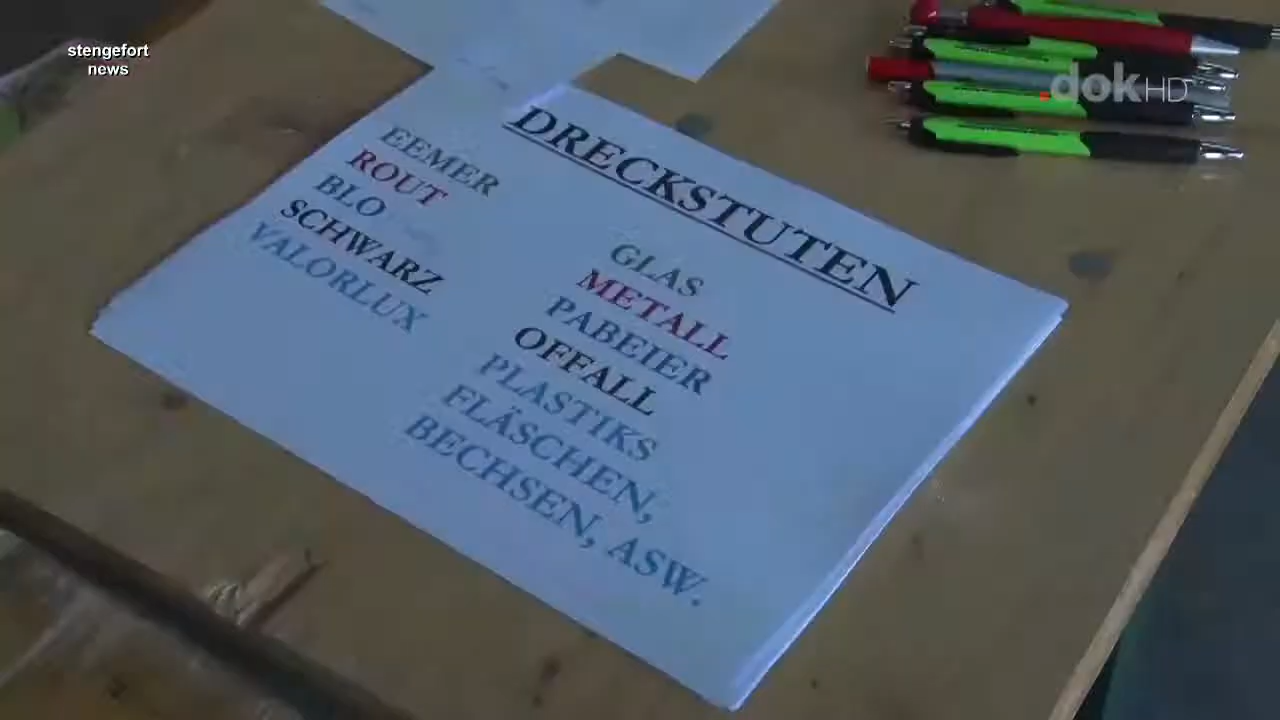 stengefort
news
.dokHD
DRECKSTUTEN
EEMER
GLAS
ROUT
METALL
BLO
PABEIER
SCHWARZ
OFFALL
VALORLUX
PLASTIKS
FLÄSCHEN,
BECHSEN, ASW.